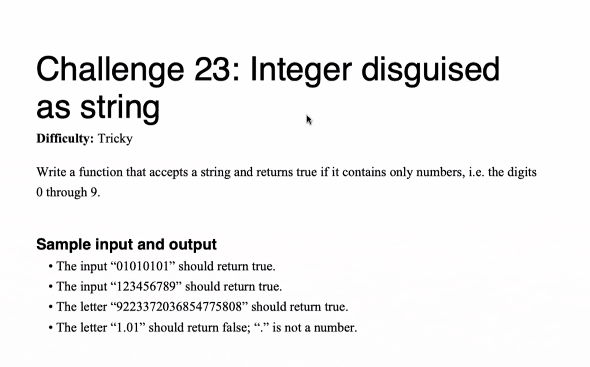 Challenge 23: Integer disguised
as string
Difficulty: Tricky
Write a function that accepts a string and returns true if it contains only numbers, i.e. the digits
0 through 9.
Sample input and output
• The input “01010101” should return true.
• The input “123456789” should return true.
• The letter “9223372036854775808” should return true.
• The letter “1.01” should return false; “.” is not a number.